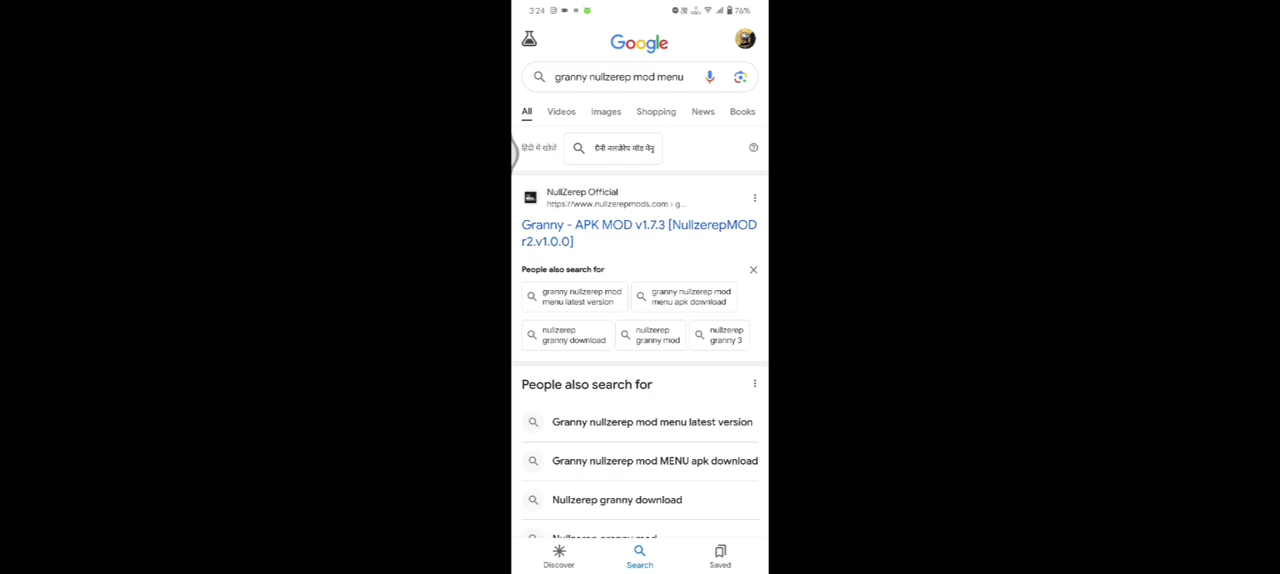 3:24 76%
Google
granny nullzerep mod menu
All Videos Images Shopping News Books
हिंदी में खोजें ग्रैनी नलजेरेप मॉड मेनू
NullZerep Official
https://www.nullzerepmods.com › g...
Granny - APK MOD v1.7.3 [NullzerepMOD
r2.v1.0.0]
People also search for
granny nullzerep mod
menu latest version
granny nullzerep mod
menu apk download
nullzerep
granny download
nullzerep
granny mod
nullzerep
granny 3
People also search for
Granny nullzerep mod menu latest version
Granny nullzerep mod MENU apk download
Nullzerep granny download
Nullzerep granny mod
Discover Search Saved